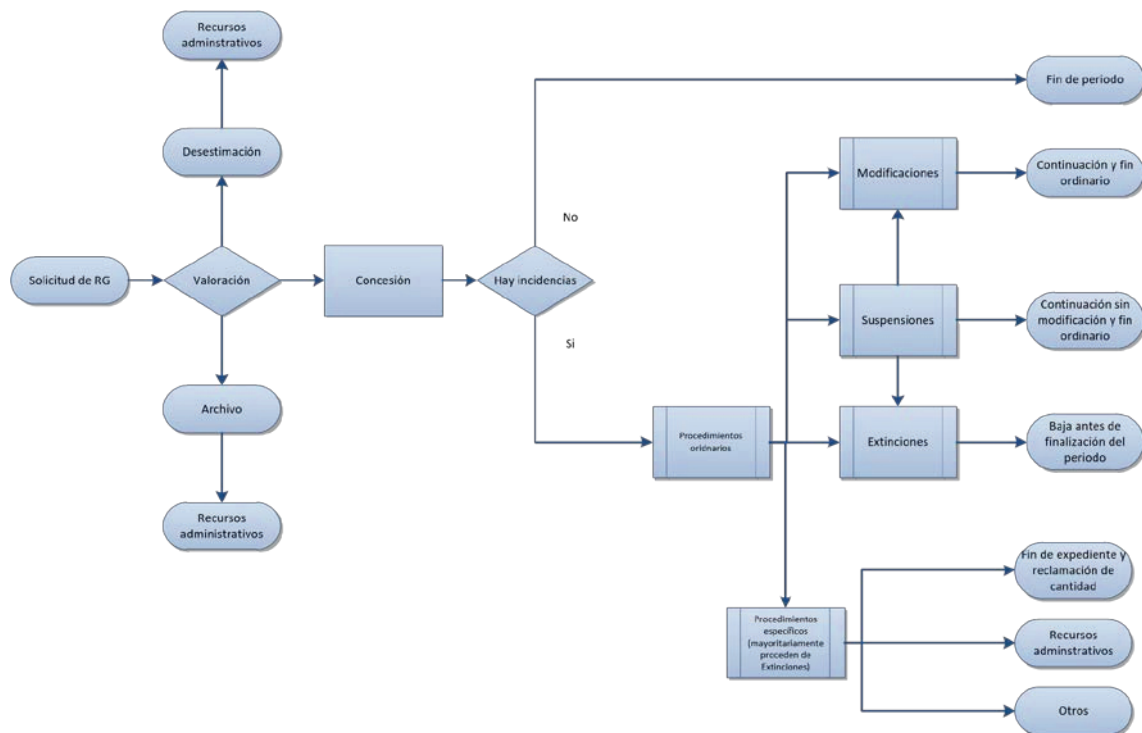 Recursos
adminstrativos
Desestimación
Solicitud de RG
Valoración
Concesión
Hay incidencias
Archivo
Recursos
administrativos
No
Si
Fin de periodo
Modificaciones
Continuación y fin
ordinario
Suspensiones
Continuación sin
modificación y fin
ordinario
Procedimientos
orignarios
Extinciones
Baja antes de
finalización del
periodo
Procedimientos
específicos
(mayoritariamente
proceden de
Extinciones)
Fin de expediente y
reclamación de
cantidad
Recursos
adminstrativos
Otros